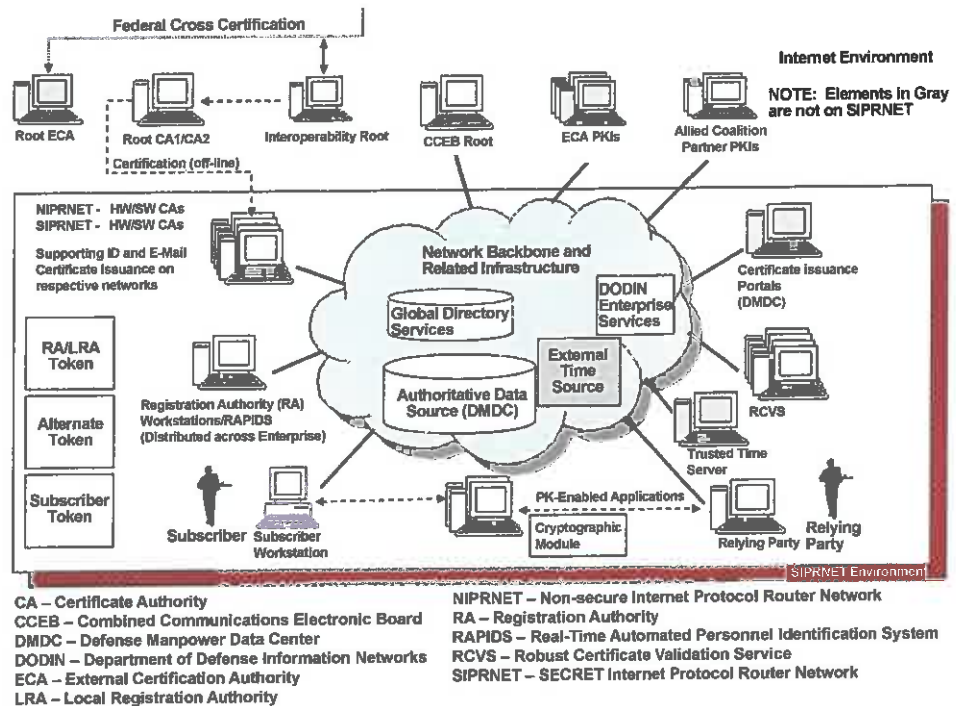 Federal Cross Certification
Internet Environment
NOTE: Elements in Gray
are not on SIPRNET
Root ECA
Root CA1/CA2
Interoperability Root
CCEB Root
ECA PKIs
Allied Coalition
Partner PKIs
Certification (off-line)
NIPRNET - HW/SW CAs
SIPRNET - HW/SW CAs
Supporting ID and E-Mail
Certificate Issuance on
respective networks
Network Backbone and
Related Infrastructure
Global Directory
Services
DODIN
Enterprise
Services
Certificate issuance
Portals
(DMDC)
RA/LRA
Token
Alternate
Token
Subscriber
Token
Registration Authority (RA)
Workstations/RAPIDS
(Distributed across Enterprise)
Authoritative Data
Source (DMDC)
External
Time
Source
RCVS
Trusted Time
Server
Subscriber
Subscriber
Workstation
PK-Enabled Applications
Cryptographic
Module
Relying Party
Relying
Party
SIPRNET Environment
CA – Certificate Authority
CCEB – Combined Communications Electronic Board
DMDC – Defense Manpower Data Center
DODIN – Department of Defense Information Networks
ECA – External Certification Authority
LRA – Local Registration Authority
NIPRNET – Non-secure Internet Protocol Router Network
RA – Registration Authority
RAPIDS – Real-Time Automated Personnel Identification System
RCVS – Robust Certificate Validation Service
SIPRNET – SECRET Internet Protocol Router Network